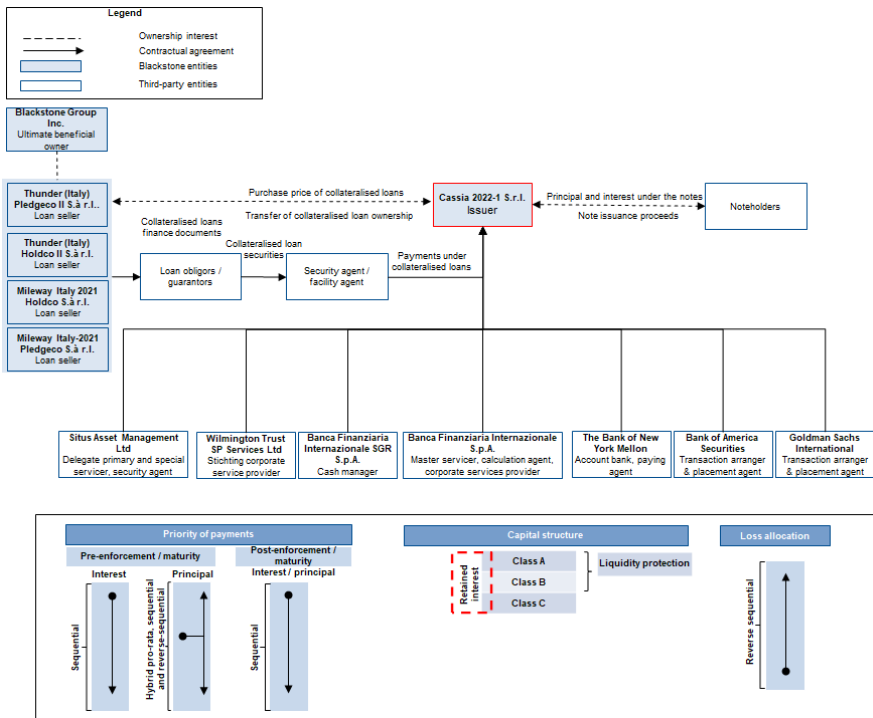 Legend
Ownership interest
Contractual agreement
Blackstone entities
Third-party entities
Blackstone Group
Inc.
Ultimate beneficial
owner
Thunder (Italy)
Pledgeco II S.à r.l..
Loan seller
Thunder (Italy)
Holdco II S.à r.l.
Loan seller
Mileway Italy 2021
Holdco S.à r.l.
Loan seller
Mileway Italy-2021
Pledgeco S.à r.l.
Loan seller
Purchase price of collateralised loans
Transfer of collateralised loan ownership
Cassia 2022-1 S.r.l.
Issuer
Principal and interest under the notes
Note issuance proceeds
Noteholders
Collateralised loans
finance documents
Loan obligors /
guarantors
Collateralised loan
securities
Security agent /
facility agent
Payments under
collateralised loans
Situs Asset Management
Ltd
Delegate primary and special
servicer, security agent
Wilmington Trust
SP Services Ltd
Stichting corporate
service provider
Banca Finanziaria
Internazionale SGR
S.p.A.
Cash manager
Banca Finanziaria Internazionale
S.p.A.
Master servicer, calculation agent,
corporate services provider
The Bank of New
York Mellon
Account bank, paying
agent
Bank of America
Securities
Transaction arranger
& placement agent
Goldman Sachs
International
Transaction arranger
& placement agent
Priority of payments
Pre-enforcement / maturity
Interest
Principal
Sequential
Hybrid pro-rata, sequential
and reverse-sequential
Post-enforcement /
maturity
Interest / principal
Sequential
Capital structure
Retained
interest
Class A
Class B
Class C
Liquidity protection
Loss allocation
Reverse sequential